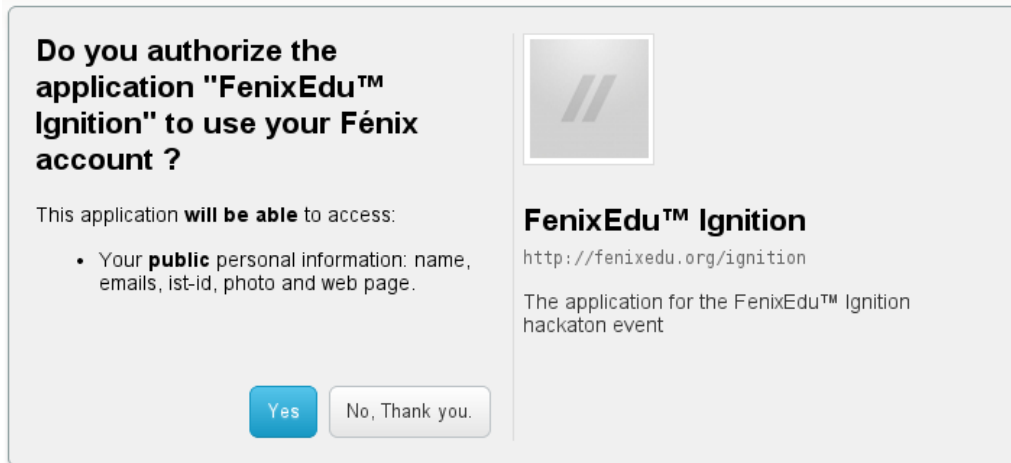 Do you authorize the
application "FenixEdu™
Ignition" to use your Fénix
account ?
This application will be able to access:
• Your public personal information: name,
emails, ist-id, photo and web page.
Yes
No, Thank you.
FenixEdu™ Ignition
http://fenixedu.org/ignition
The application for the FenixEdu™ Ignition
hackaton event